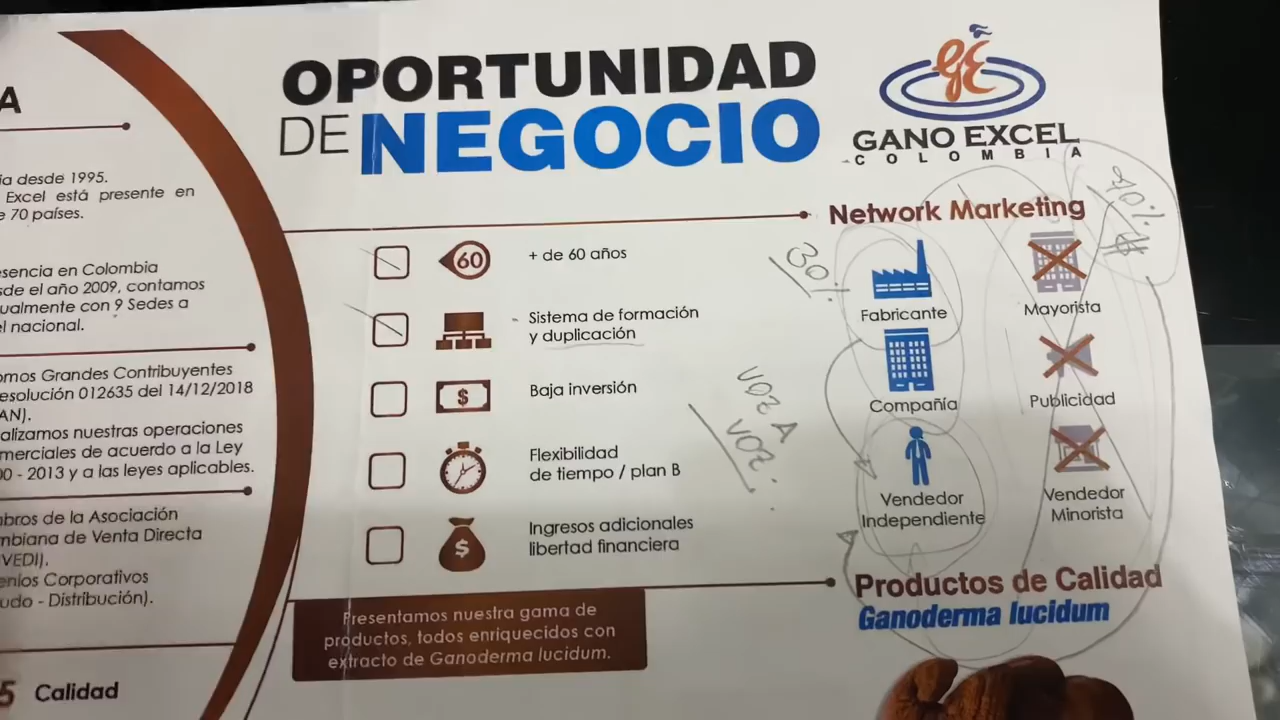 A
ia desde 1995.
Excel está presente en
e 70 países.
esencia en Colombia
sde el año 2009, contamos
ualmente con 9 Sedes a
el nacional.
omos Grandes Contribuyentes
esolución 012635 del 14/12/2018
AN).
alizamos nuestras operaciones
merciales de acuerdo a la Ley
00 - 2013 y a las leyes aplicables.
mbros de la Asociación
mbiana de Venta Directa
VEDI).
enios Corporativos
udo - Distribución).
5 Calidad
OPORTUNIDAD
DE NEGOCIO
60
+ de 60 años
Sistema de formación
y duplicación
$
Baja inversión
Flexibilidad
de tiempo / plan B
$
Ingresos adicionales
libertad financiera
Presentamos nuestra gama de
productos, todos enriquecidos con
extracto de Ganoderma lucidum.
GE
GANO EXCEL
COLOMBIA
Network Marketing
30%
70%
$
Fabricante
Mayorista
Compañía
Publicidad
VOZ A
VOZ.
Vendedor
Independiente
Vendedor
Minorista
Productos de Calidad
Ganoderma lucidum